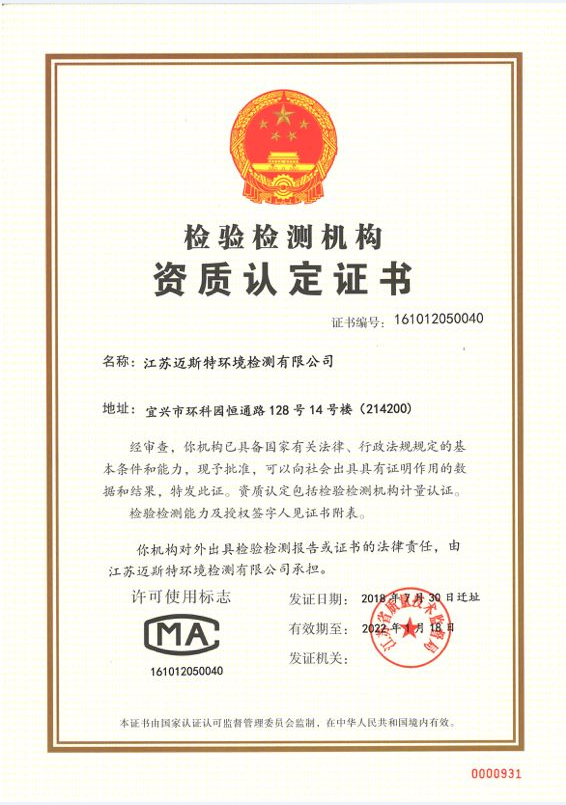 检验检测机构
资质认定证书
证书编号：161012050040
名称：江苏迈斯特环境检测有限公司
地址：宜兴市环科园恒通路128号14号楼（214200）
经审查，你机构已具备国家有关法律、行政法规规定的基
本条件和能力，现予批准，可以向社会出具具有证明作用的数
据和结果，特发此证。资质认定包括检验检测机构计量认证。
检验检测能力及授权签字人见证书附表。
你机构对外出具检验检测报告或证书的法律责任，由
江苏迈斯特环境检测有限公司承担。
许可使用标志
MA
161012050040
发证日期：2018年7月30日迁址
有效期至：2022年1月18日
发证机关：
江苏省质量技术监督局
本证书由国家认证认可监督管理委员会监制，在中华人民共和国境内有效。
0000931